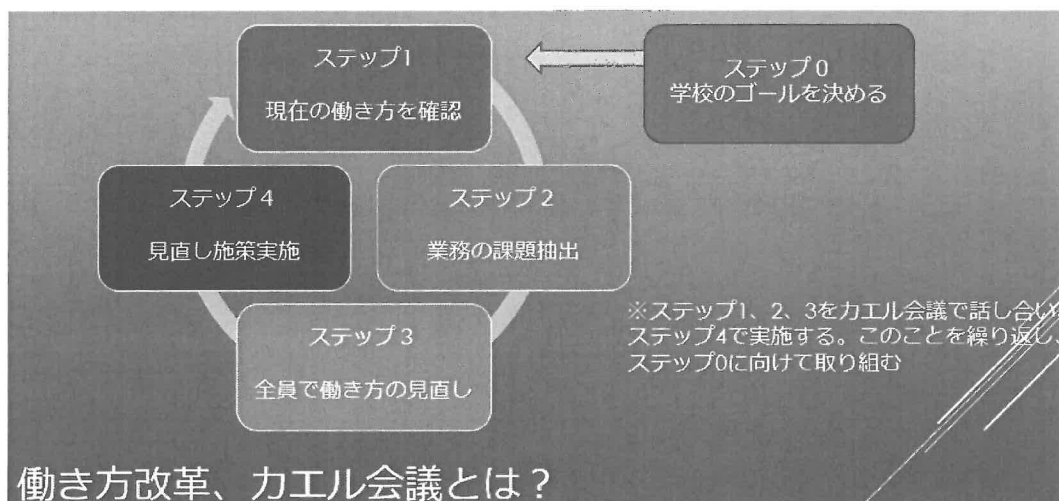 ステップ1
現在の働き方を確認
ステップ0
学校のゴールを決める
ステップ4
見直し施策実施
ステップ2
業務の課題抽出
ステップ3
全員で働き方の見直し
※ステップ1、2、3をカエル会議で話し合い、
ステップ4で実施する。このことを繰り返し、
ステップ0に向けて取り組む
働き方改革、カエル会議とは？